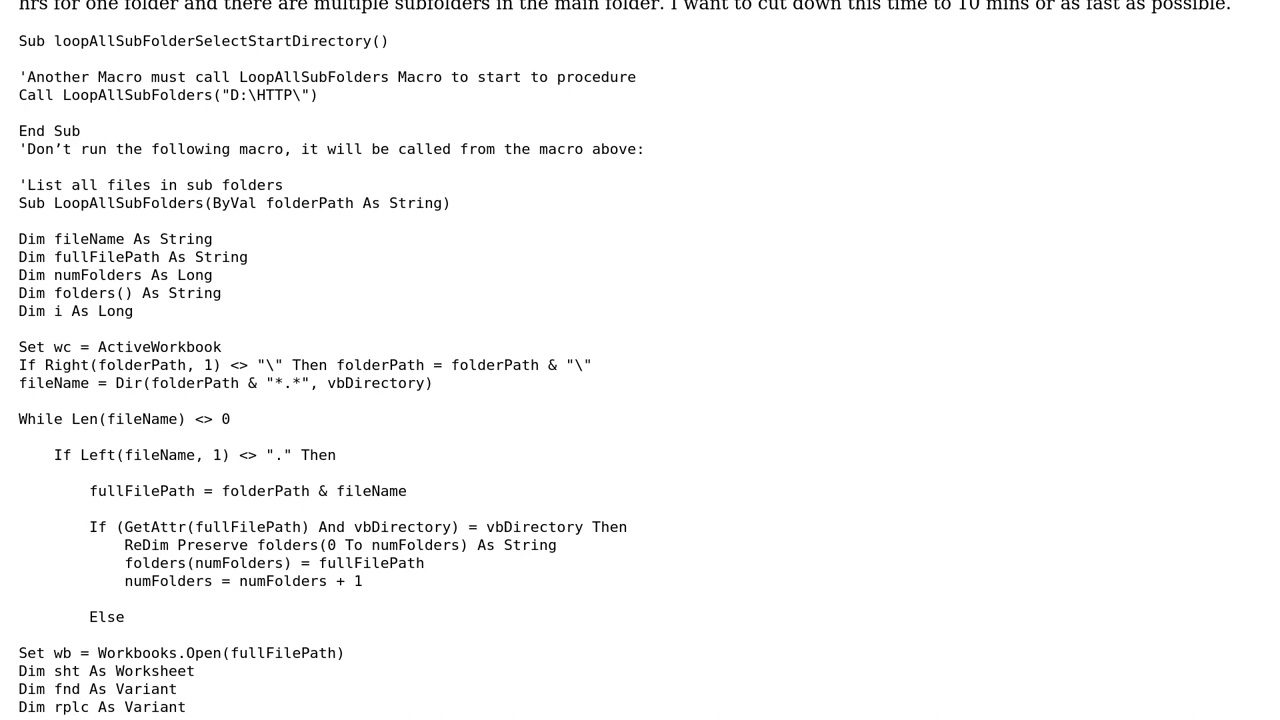 hrs for one folder and there are multiple subfolders in the main folder. I want to cut down this time to 10 mins or as fast as possible.
Sub loopAllSubFolderSelectStartDirectory()
'Another Macro must call LoopAllSubFolders Macro to start to procedure
Call LoopAllSubFolders("D:\HTTP\")
End Sub
'Don’t run the following macro, it will be called from the macro above:
'List all files in sub folders
Sub LoopAllSubFolders(ByVal folderPath As String)
Dim fileName As String
Dim fullFilePath As String
Dim numFolders As Long
Dim folders() As String
Dim i As Long
Set wc = ActiveWorkbook
If Right(folderPath, 1) <> "\" Then folderPath = folderPath & "\"
fileName = Dir(folderPath & "*.*", vbDirectory)
While Len(fileName) <> 0
    If Left(fileName, 1) <> "." Then
        fullFilePath = folderPath & fileName
        If (GetAttr(fullFilePath) And vbDirectory) = vbDirectory Then
            ReDim Preserve folders(0 To numFolders) As String
            folders(numFolders) = fullFilePath
            numFolders = numFolders + 1
        Else
Set wb = Workbooks.Open(fullFilePath)
Dim sht As Worksheet
Dim fnd As Variant
Dim rplc As Variant